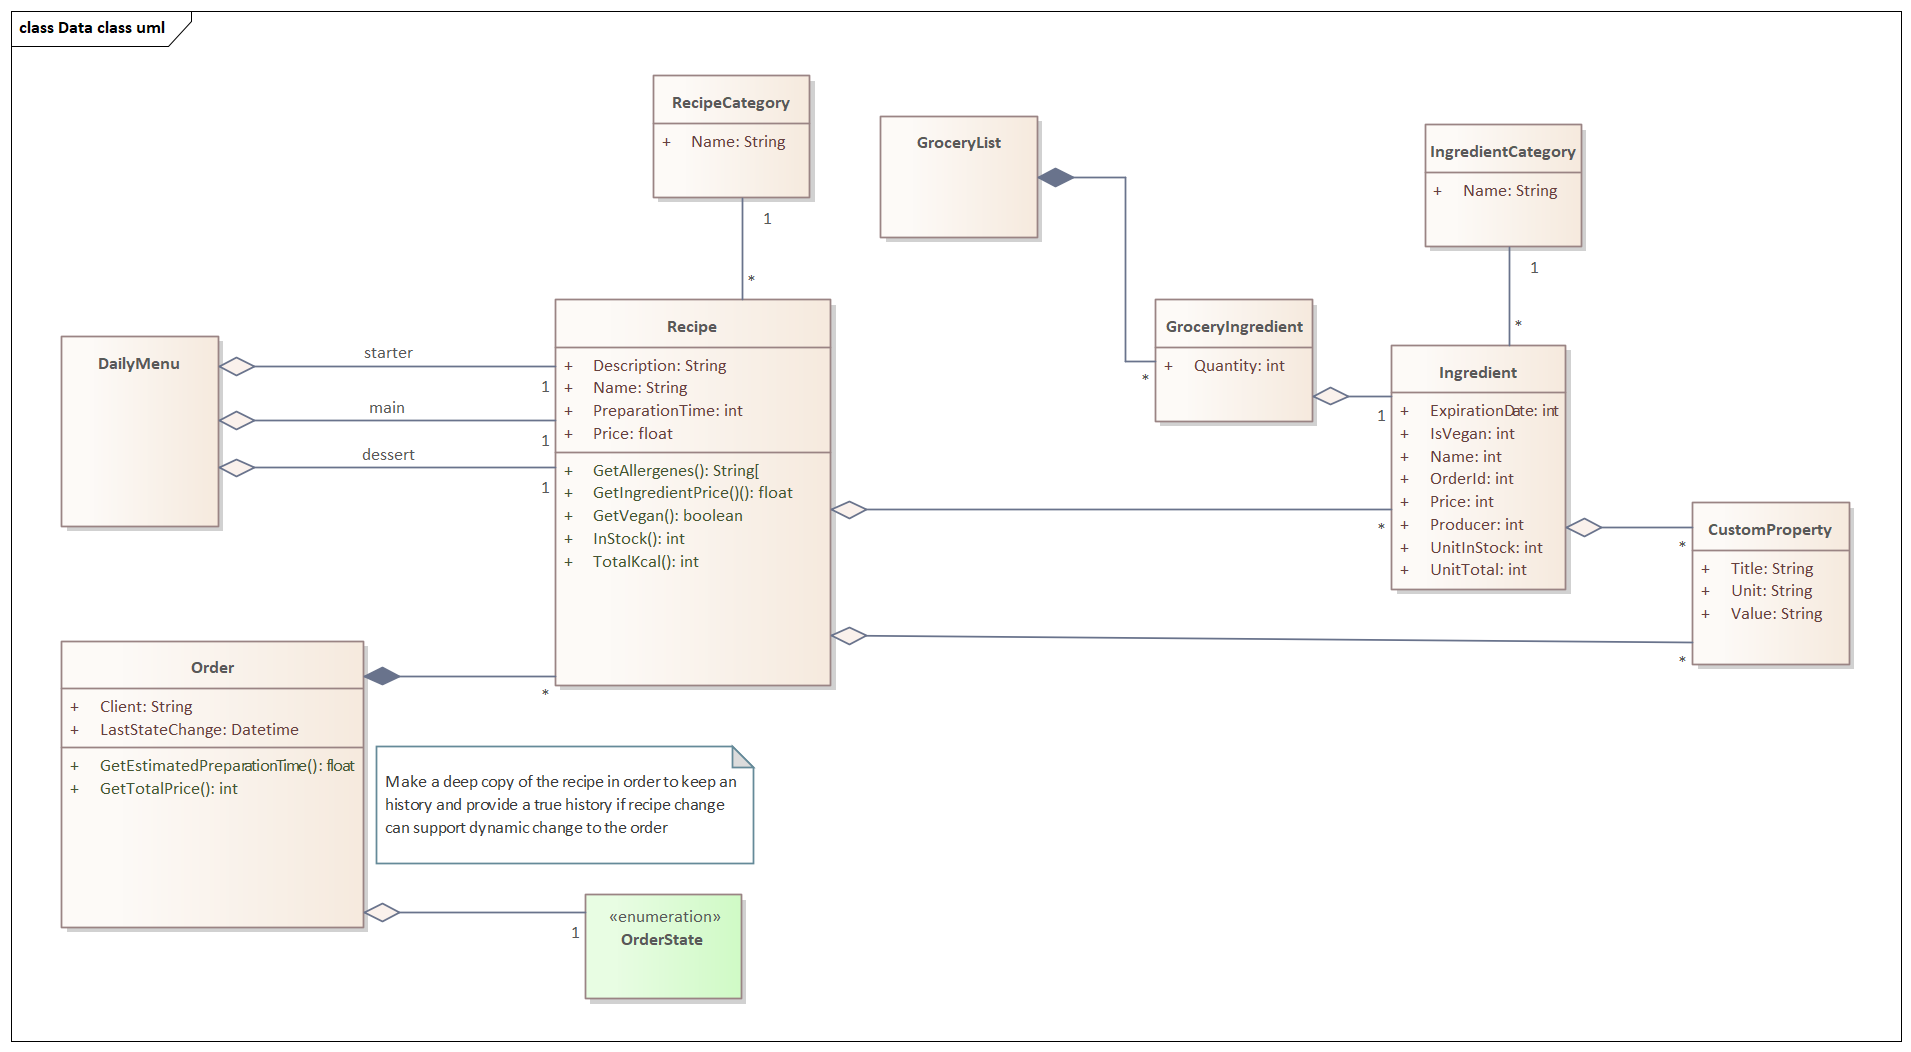 class Data class uml
RecipeCategory
+ Name: String
1
*
GroceryList
*
IngredientCategory
+ Name: String
1
*
GroceryIngredient
+ Quantity: int
1
DailyMenu
starter
1
main
1
dessert
1
Recipe
+ Description: String
+ Name: String
+ PreparationTime: int
+ Price: float
+ GetAllergenes(): String[
+ GetIngredientPrice()(): float
+ GetVegan(): boolean
+ InStock(): int
+ TotalKcal(): int
*
*
Ingredient
+ ExpirationDate: int
+ IsVegan: int
+ Name: int
+ OrderId: int
+ Price: int
+ Producer: int
+ UnitInStock: int
+ UnitTotal: int
*
CustomProperty
+ Title: String
+ Unit: String
+ Value: String
Order
+ Client: String
+ LastStateChange: Datetime
+ GetEstimatedPreparationTime(): float
+ GetTotalPrice(): int
*
Make a deep copy of the recipe in order to keep an
history and provide a true history if recipe change
can support dynamic change to the order
1
«enumeration»
OrderState